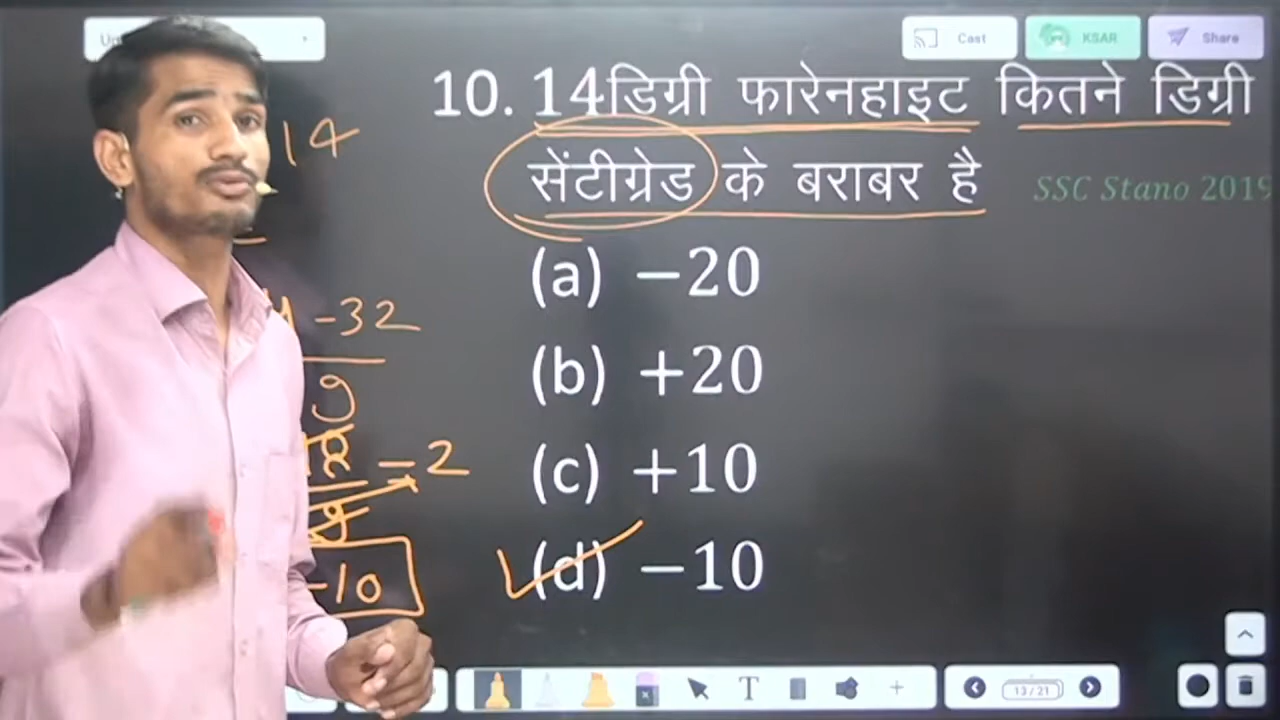 Cast
KSAR
Share
10. 14डिग्री फारेनहाइट कितने डिग्री
सेंटीग्रेड के बराबर है
SSC Stano 2019
(a) −20
(b) +20
(c) +10
(d) −10
14
-32
9
= 2
-10
T
13 / 21